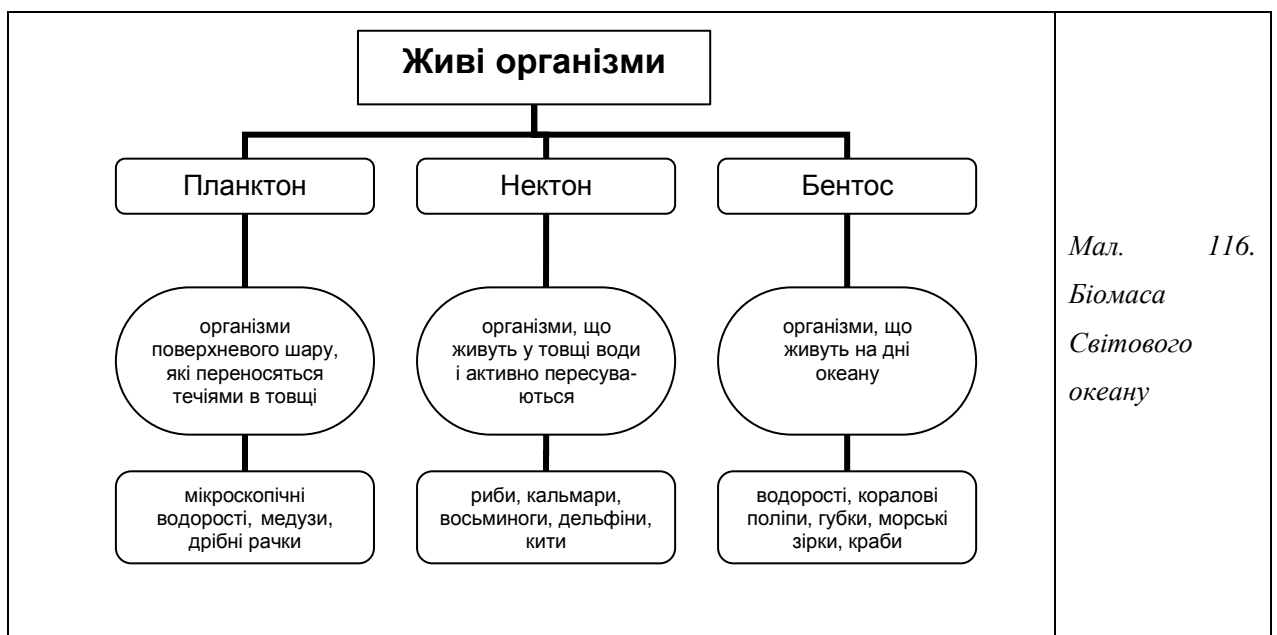 Живі організми
Планктон
Нектон
Бентос
організми
поверхневого шару,
які переносяться
течіями в товщі
організми, що
живуть у товщі води
і активно пересува-
ються
організми, що
живуть на дні
океану
мікроскопічні
водорості, медузи,
дрібні рачки
риби, кальмари,
восьминоги, дельфіни,
кити
водорості, коралові
поліпи, губки, морські
зірки, краби
Мал. 116.
Біомаса
Світового
океану